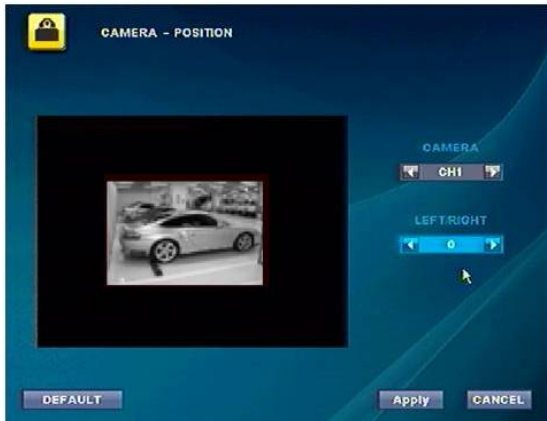 CAMERA - POSITION
CAMERA
CH1
LEFT/RIGHT
0
DEFAULT
Apply
CANCEL